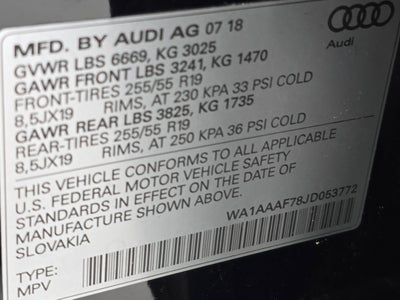 MFD. BY AUDI AG 07 18
Audi
GVWR LBS 6669, KG 3025
GAWR FRONT LBS 3241, KG 1470
FRONT-TIRES 255/55 R19
8,5JX19 RIMS, AT 230 KPA 33 PSI COLD
GAWR REAR LBS 3825, KG 1735
REAR-TIRES 255/55 R19
8,5JX19 RIMS, AT 250 KPA 36 PSI COLD
THIS VEHICLE CONFORMS TO ALL APPLICABLE
U.S. FEDERAL MOTOR VEHICLE SAFETY
STANDARDS IN EFFECT ON THE DATE OF
MANUFACTURE SHOWN ABOVE.
SLOVAKIA
WA1AAAF78JD053772
TYPE:
MPV